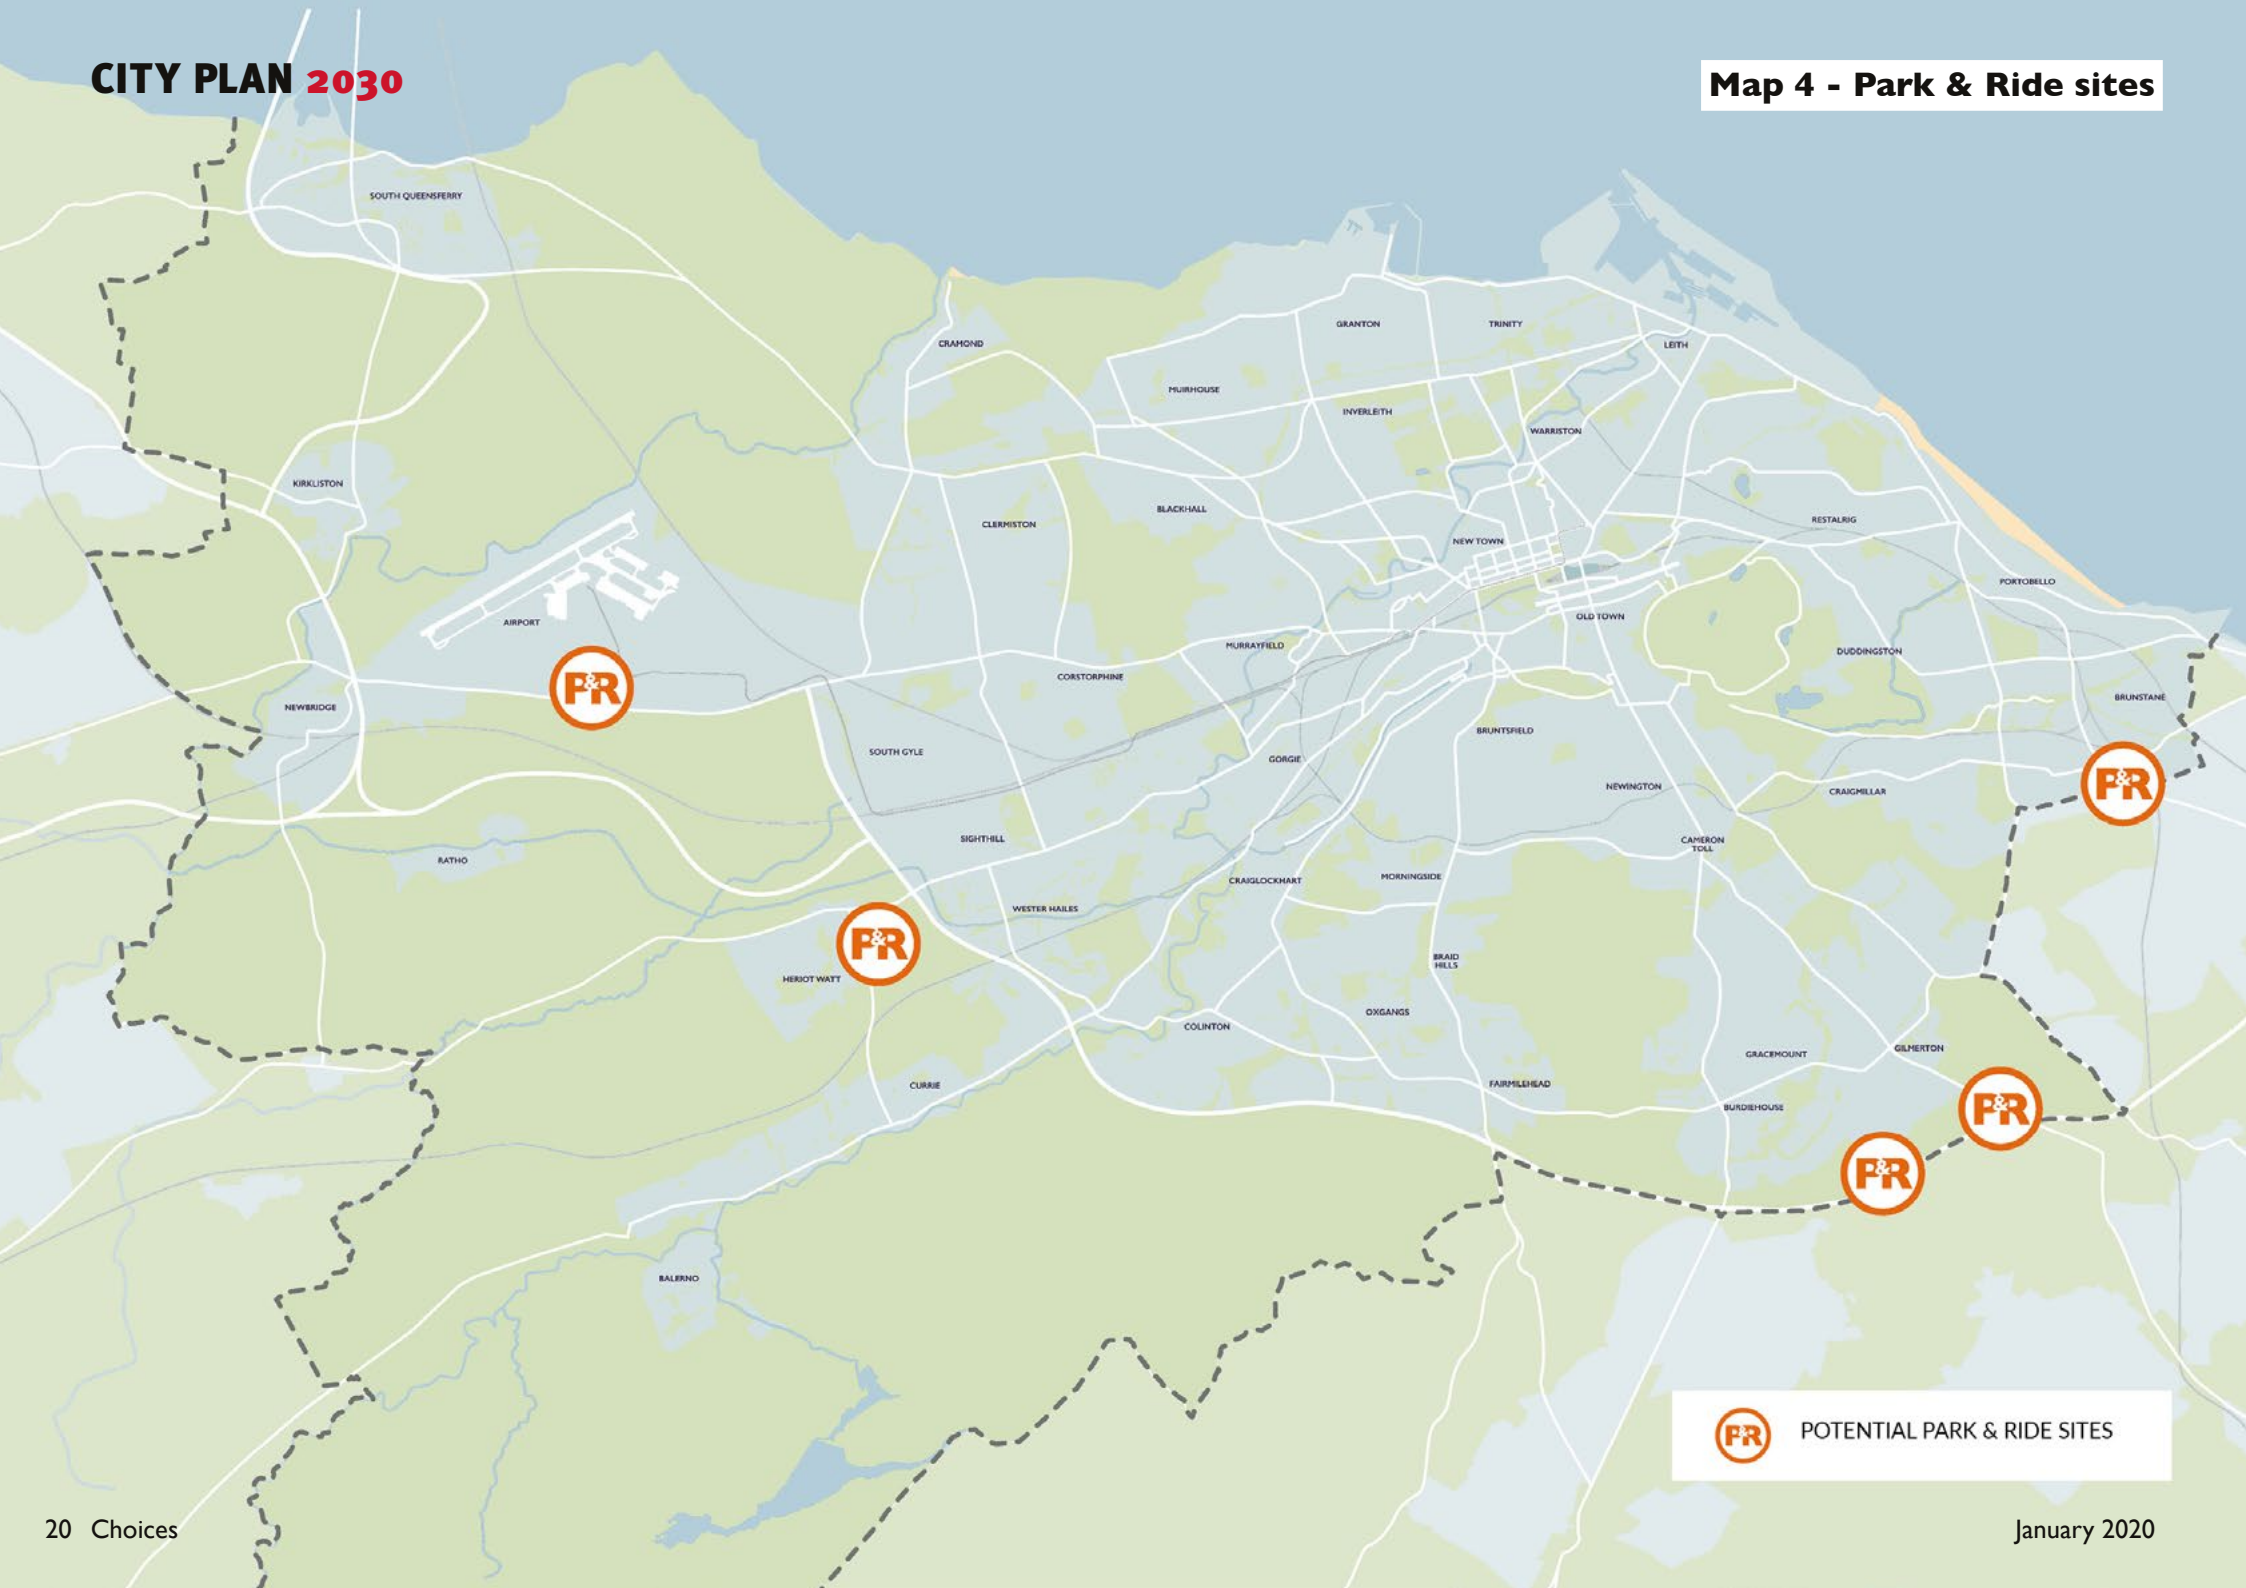 CITY PLAN 2030
Map 4 - Park & Ride sites
SOUTH QUEENSFERRY
CRAMOND
GRANTON
TRINITY
LEITH
MUIRHOUSE
INVERLEITH
WARRISTON
KIRKLISTON
BLACKHALL
CLERMISTON
RESTALRIG
NEW TOWN
PORTOBELLO
AIRPORT
OLD TOWN
MURRAYFIELD
DUDDINGSTON
CORSTORPHINE
P&R
BRUNSTANE
NEWBRIDGE
BRUNTSFIELD
SOUTH GYLE
GORGIE
NEWINGTON
CRAIGMILLAR
P&R
SIGHTHILL
CAMERON
TOLL
RATHO
CRAIGLOCKHART
MORNINGSIDE
WESTER HAILES
P&R
BRAID
HILLS
HERIOT WATT
OXGANGS
COLINTON
GILMERTON
GRACEMOUNT
CURRIE
FAIRMILEHEAD
BURDIEHOUSE
P&R
P&R
BALERNO
P&R POTENTIAL PARK & RIDE SITES
20 Choices
January 2020